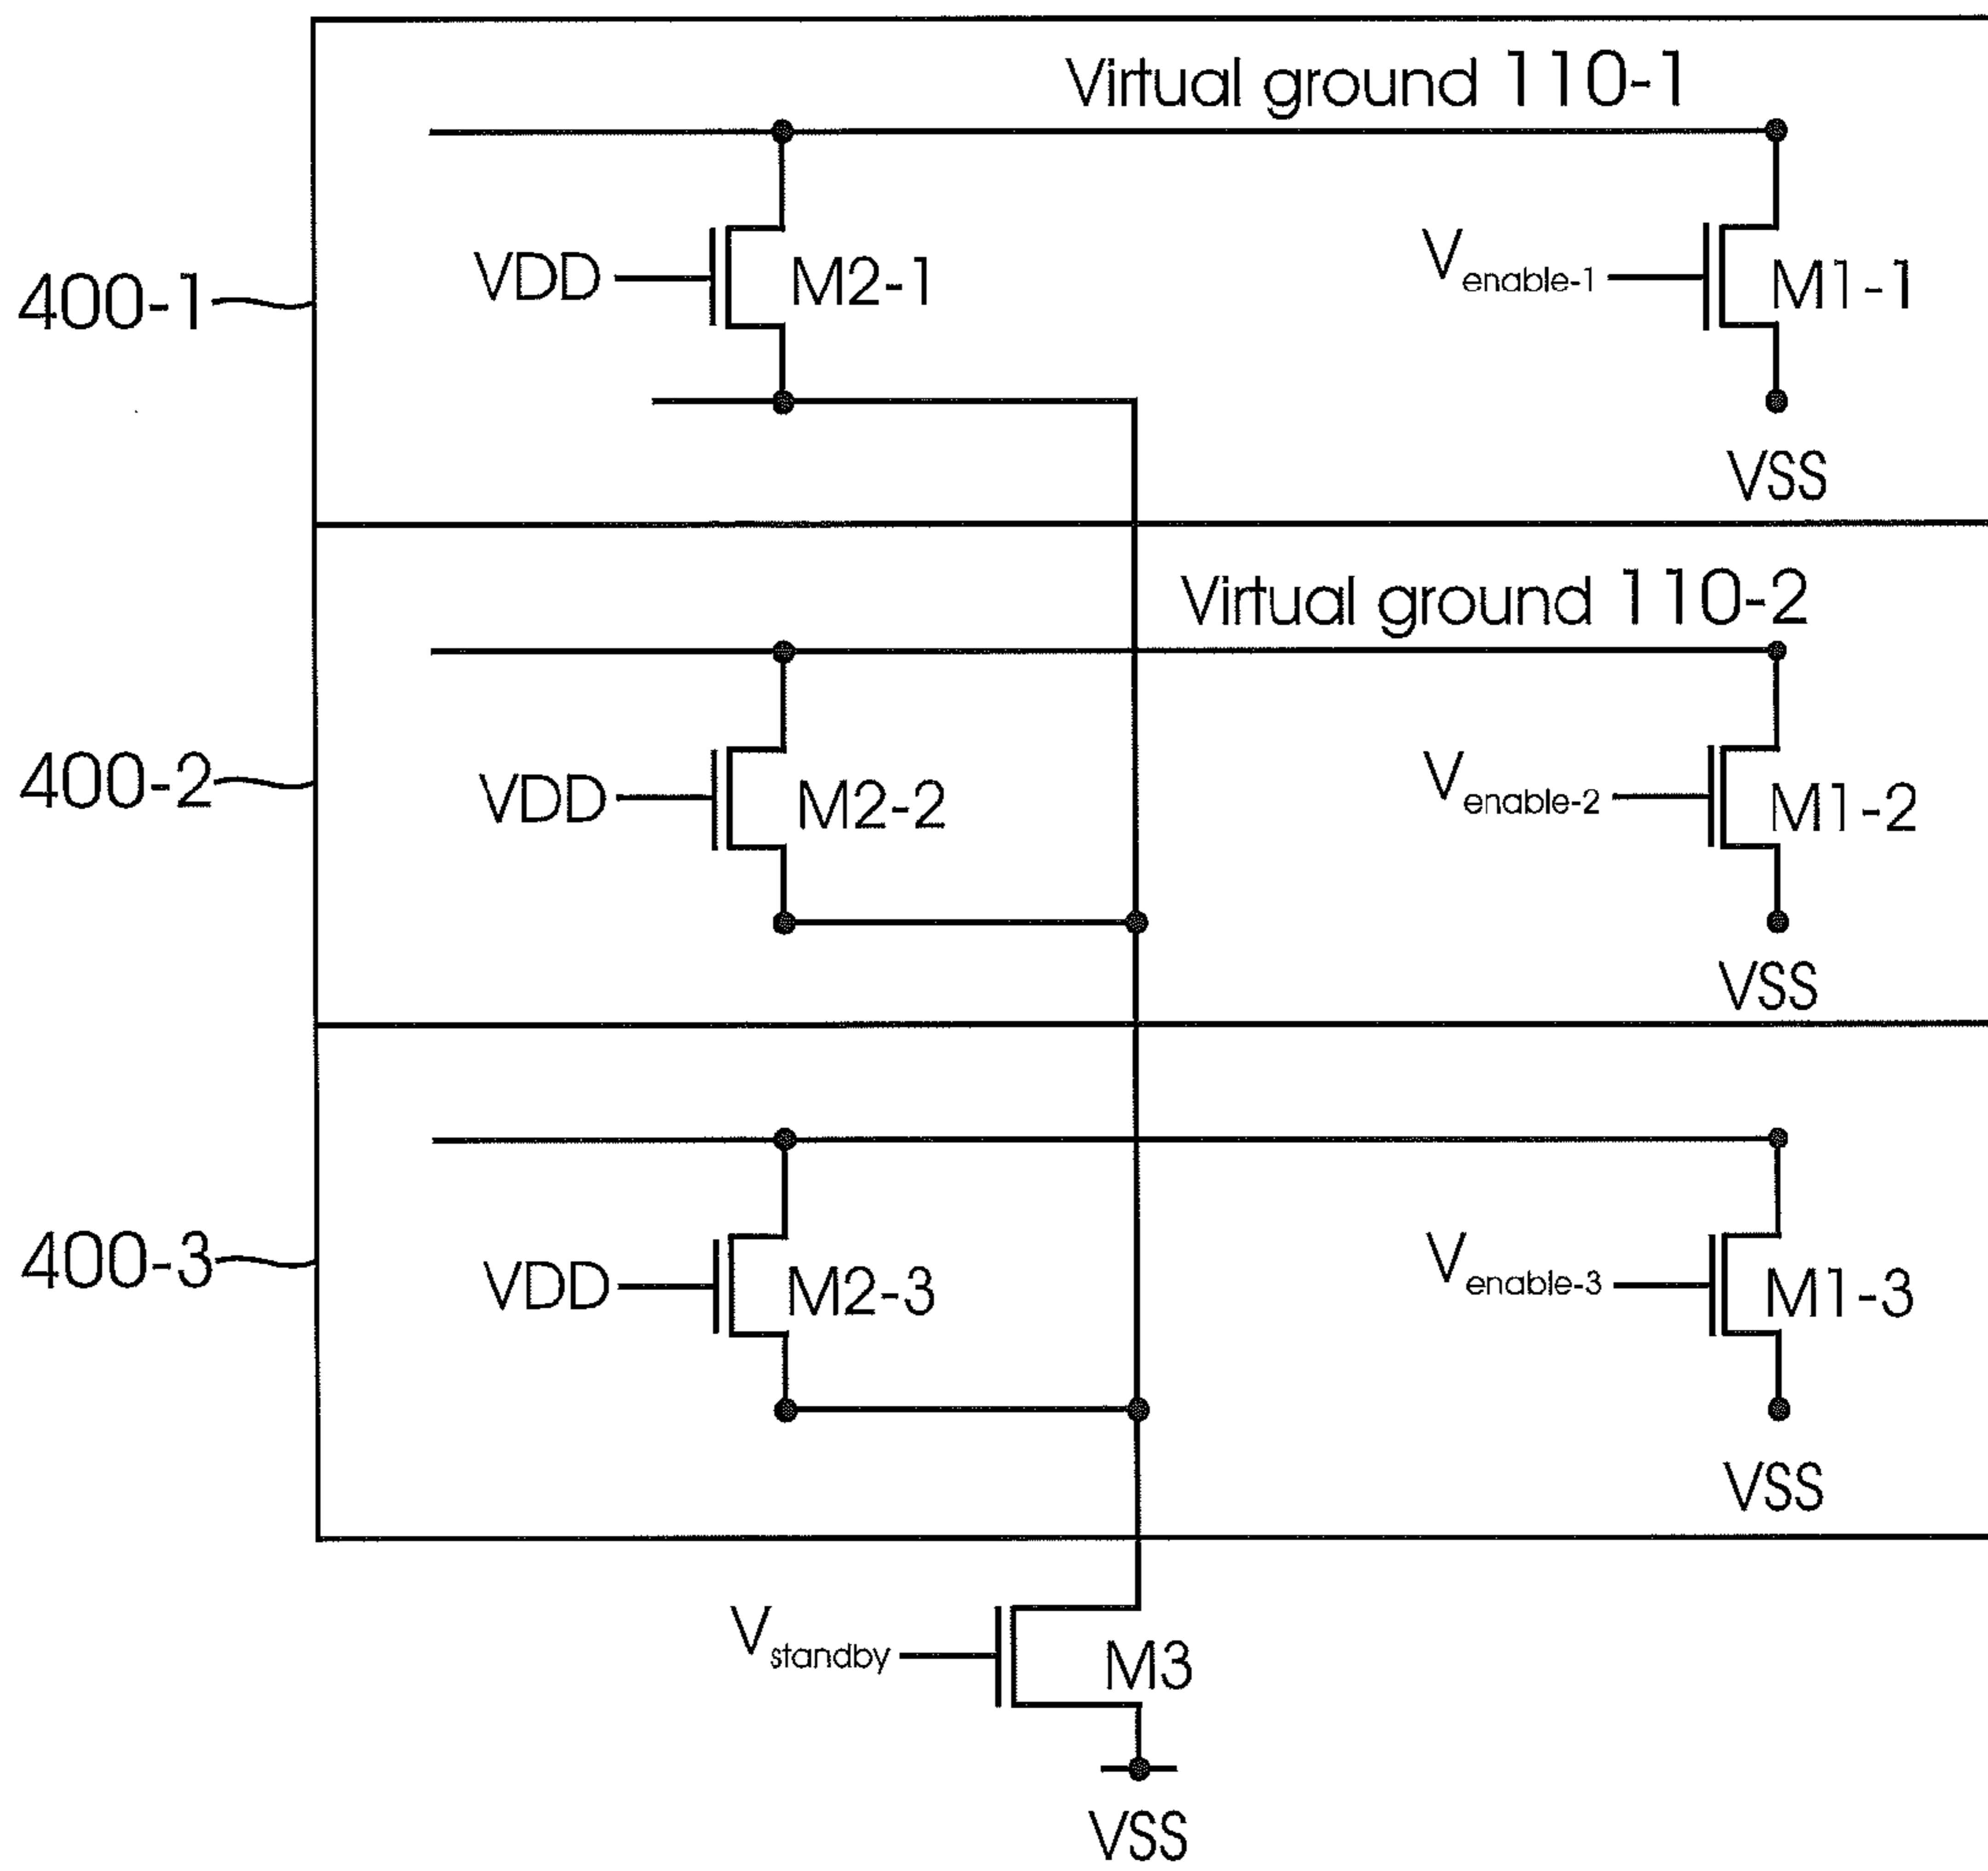 Virtual ground 110-1
400-1
VDD
M2-1
Venable-1
M1-1
VSS
Virtual ground 110-2
400-2
VDD
M2-2
Venable-2
M1-2
VSS
400-3
VDD
M2-3
Venable-3
M1-3
VSS
Vstandby
M3
VSS